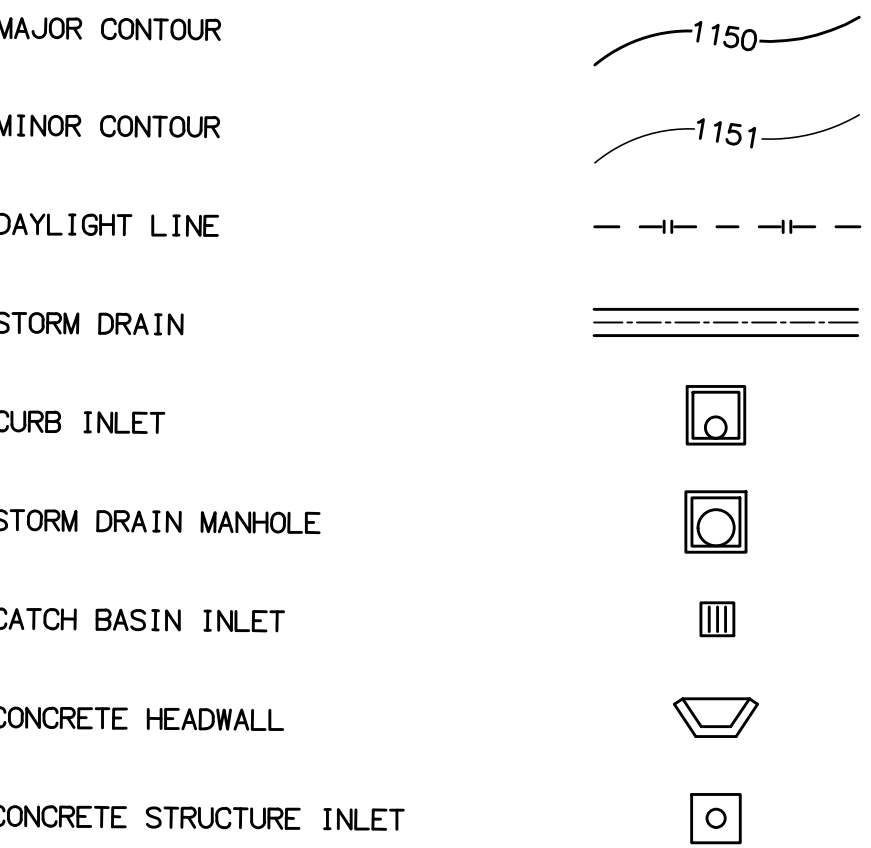 MAJOR CONTOUR 1150
MINOR CONTOUR 1151
DAYLIGHT LINE
STORM DRAIN
CURB INLET
STORM DRAIN MANHOLE
CATCH BASIN INLET
CONCRETE HEADWALL
CONCRETE STRUCTURE INLET